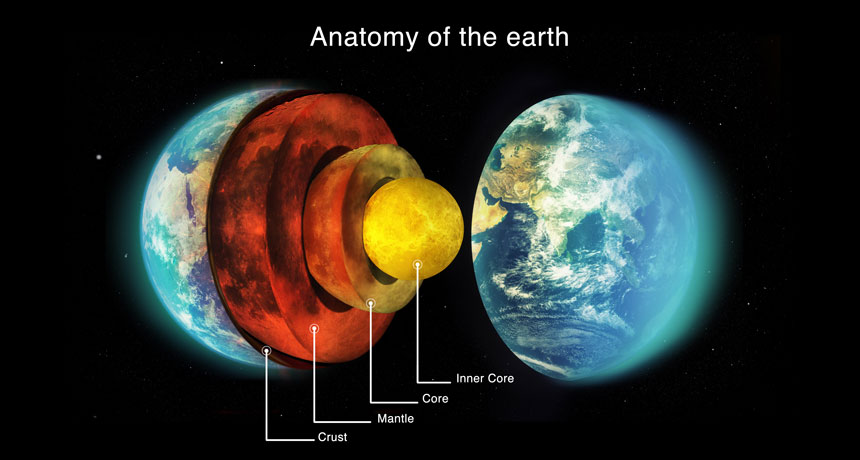 Anatomy of the earth
Inner Core
Core
Mantle
Crust